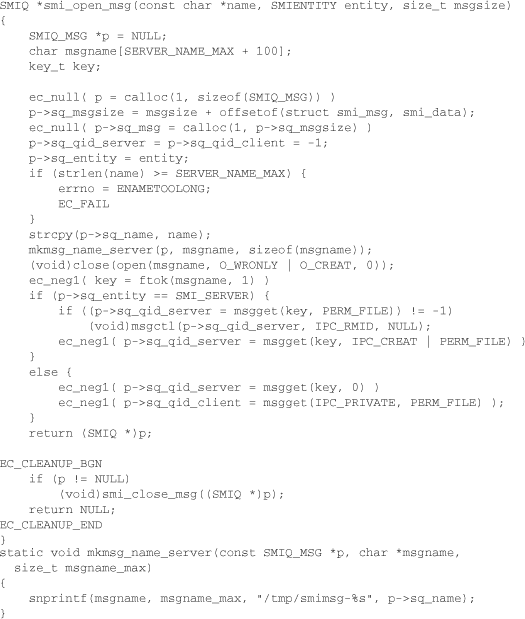 SMIQ *smi_open_msg(const char *name, SMIENTITY entity, size_t msgsize)
{
    SMIQ_MSG *p = NULL;
    char msgname[SERVER_NAME_MAX + 100];
    key_t key;

    ec_null( p = calloc(1, sizeof(SMIQ_MSG)) )
    p->sq_msgsize = msgsize + offsetof(struct smi_msg, smi_data);
    ec_null( p->sq_msg = calloc(1, p->sq_msgsize) )
    p->sq_qid_server = p->sq_qid_client = -1;
    p->sq_entity = entity;
    if (strlen(name) >= SERVER_NAME_MAX) {
        errno = ENAMETOOLONG;
        EC_FAIL
    }
    strcpy(p->sq_name, name);
    mkmsg_name_server(p, msgname, sizeof(msgname));
    (void)close(open(msgname, O_WRONLY | O_CREAT, 0));
    ec_neg1( key = ftok(msgname, 1) )
    if (p->sq_entity == SMI_SERVER) {
        if ((p->sq_qid_server = msgget(key, PERM_FILE)) != -1)
            (void)msgctl(p->sq_qid_server, IPC_RMID, NULL);
        ec_neg1( p->sq_qid_server = msgget(key, IPC_CREAT | PERM_FILE) )
    }
    else {
        ec_neg1( p->sq_qid_server = msgget(key, 0) )
        ec_neg1( p->sq_qid_client = msgget(IPC_PRIVATE, PERM_FILE) );
    }
    return (SMIQ *)p;

EC_CLEANUP_BGN
    if (p != NULL)
        (void)smi_close_msg((SMIQ *)p);
    return NULL;
EC_CLEANUP_END
}
static void mkmsg_name_server(const SMIQ_MSG *p, char *msgname,
  size_t msgname_max)
{
    snprintf(msgname, msgname_max, "/tmp/smimsg-%s", p->sq_name);
}